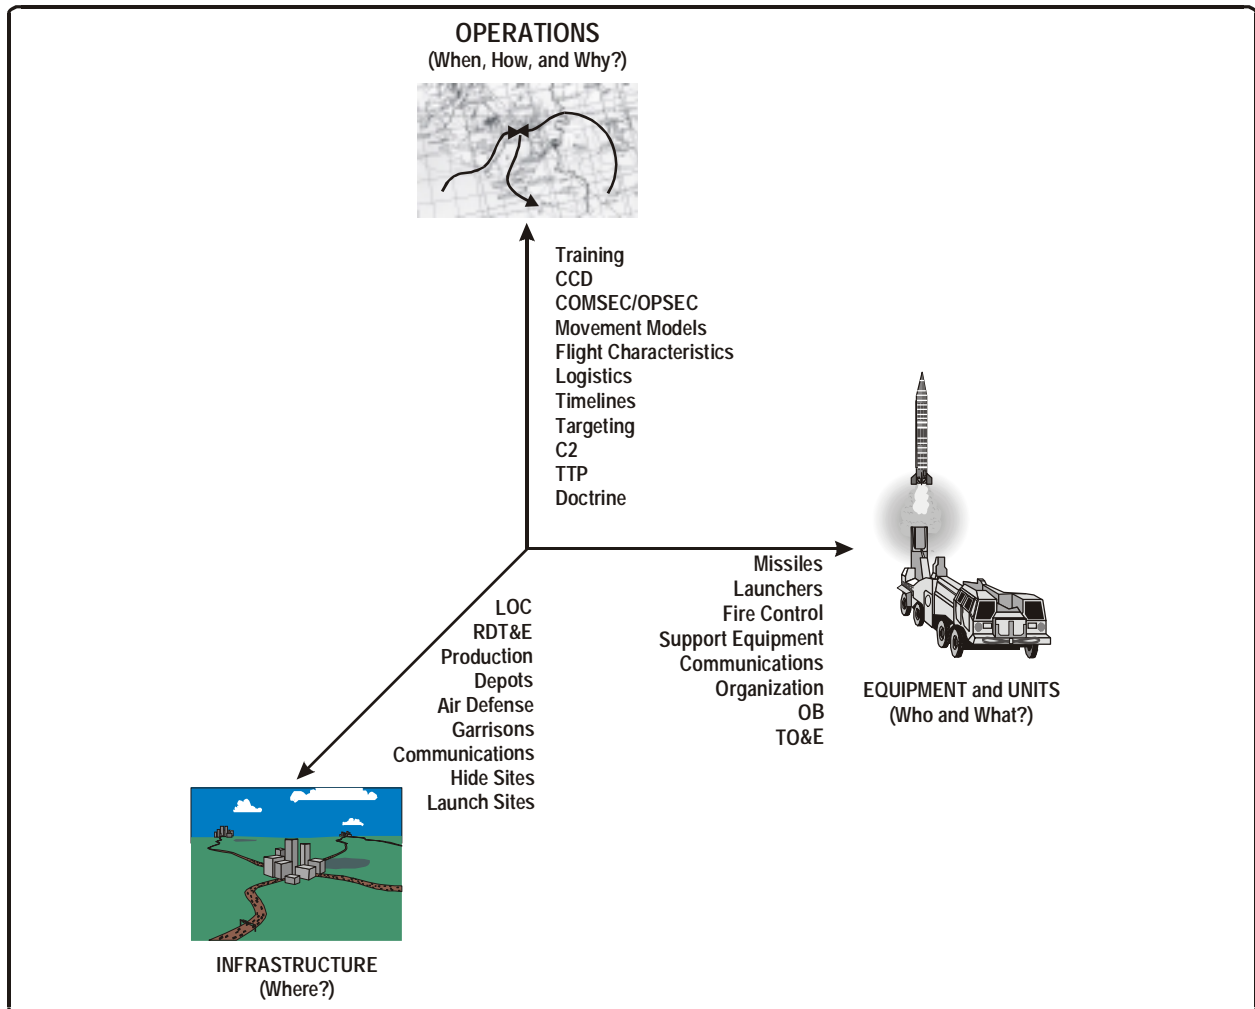 OPERATIONS
(When, How, and Why?)
Training
CCD
COMSEC/OPSEC
Movement Models
Flight Characteristics
Logistics
Timelines
Targeting
C2
TTP
Doctrine
Missiles
Launchers
Fire Control
Support Equipment
Communications
Organization
OB
TO&E
EQUIPMENT and UNITS
(Who and What?)
LOC
RDT&E
Production
Depots
Air Defense
Garrisons
Communications
Hide Sites
Launch Sites
INFRASTRUCTURE
(Where?)